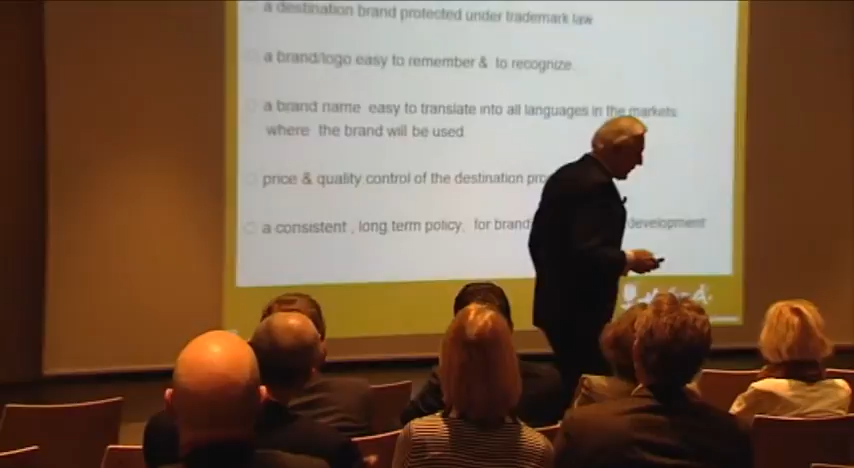 a destination brand protected under trademark law
a brand/logo easy to remember & to recognize
a brand name easy to translate into all languages in the markets
where the brand will be used
price & quality control of the destination
a consistent, long term policy, for brand development